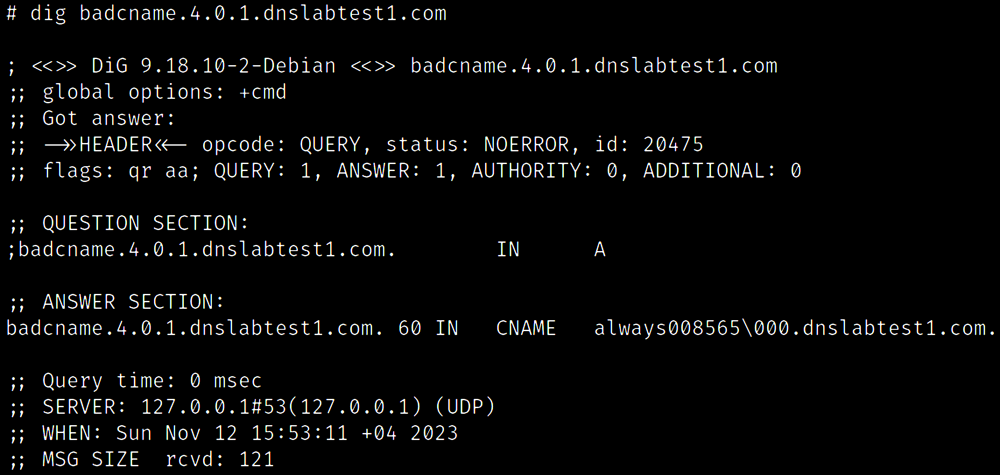 # dig badcname.4.0.1.dnslabtest1.com
; <<>> DiG 9.18.10-2-Debian <<>> badcname.4.0.1.dnslabtest1.com
;; global options: +cmd
;; Got answer:
;; ->>HEADER<<- opcode: QUERY, status: NOERROR, id: 20475
;; flags: qr aa; QUERY: 1, ANSWER: 1, AUTHORITY: 0, ADDITIONAL: 0
;; QUESTION SECTION:
;badcname.4.0.1.dnslabtest1.com. IN A
;; ANSWER SECTION:
badcname.4.0.1.dnslabtest1.com. 60 IN CNAME always008565\000.dnslabtest1.com.
;; Query time: 0 msec
;; SERVER: 127.0.0.1#53(127.0.0.1) (UDP)
;; WHEN: Sun Nov 12 15:53:11 +04 2023
;; MSG SIZE  rcvd: 121